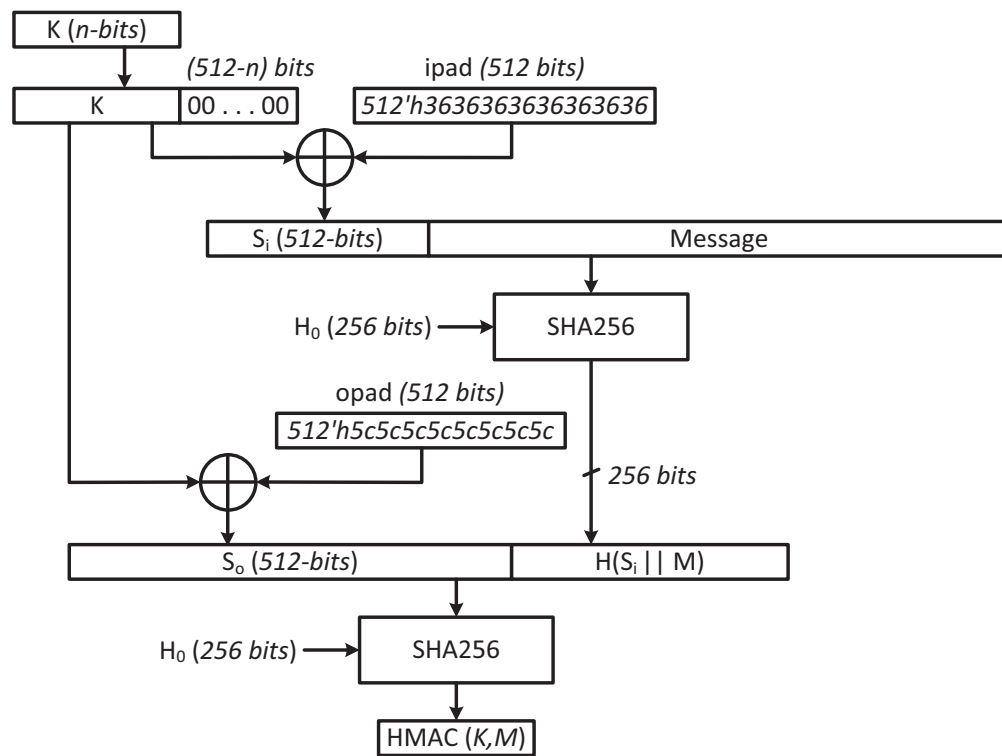 K (n-bits)
(512-n) bits
ipad (512 bits)
K
00 . . . 00
512'h3636363636363636
Sᵢ (512-bits)
Message
H₀ (256 bits)
SHA256
opad (512 bits)
512'h5c5c5c5c5c5c5c5c
256 bits
Sₒ (512-bits)
H(Sᵢ || M)
H₀ (256 bits)
SHA256
HMAC (K,M)